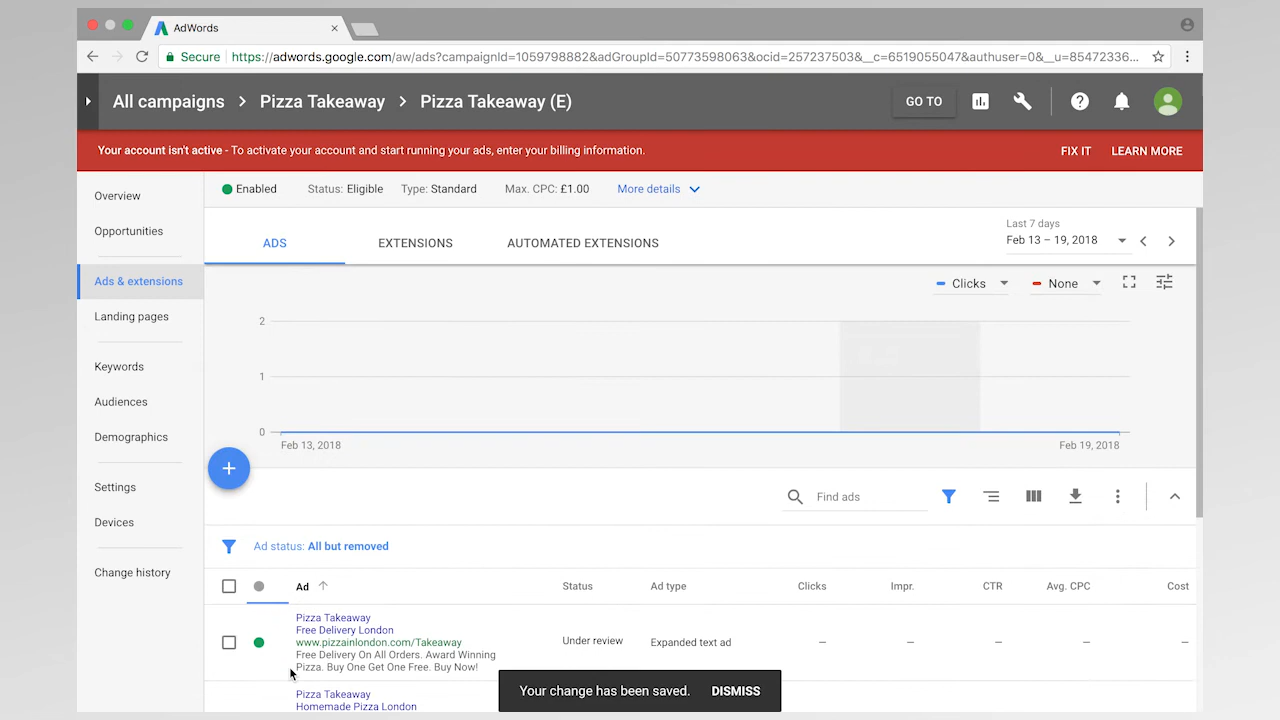 AdWords
Secure https://adwords.google.com/aw/ads?campaignId=1059798882&adGroupId=50773598063&ocid=257237503&__c=6519055047&authuser=0&__u=85472336...
All campaigns > Pizza Takeaway > Pizza Takeaway (E)
GO TO
Your account isn't active - To activate your account and start running your ads, enter your billing information.
FIX IT LEARN MORE
Enabled Status: Eligible Type: Standard Max. CPC: £1.00 More details
Overview
Opportunities
Ads & extensions
Landing pages
Keywords
Audiences
Demographics
Settings
Devices
Change history
ADS EXTENSIONS AUTOMATED EXTENSIONS
Last 7 days
Feb 13 – 19, 2018
Clicks None
2
1
0
Feb 13, 2018 Feb 19, 2018
Find ads
Ad status: All but removed
Ad Status Ad type Clicks Impr. CTR Avg. CPC Cost
Pizza Takeaway
Free Delivery London
www.pizzainlondon.com/Takeaway
Free Delivery On All Orders. Award Winning
Pizza. Buy One Get One Free. Buy Now!
Under review Expanded text ad – – – – –
Pizza Takeaway
Homemade Pizza London
Your change has been saved. DISMISS